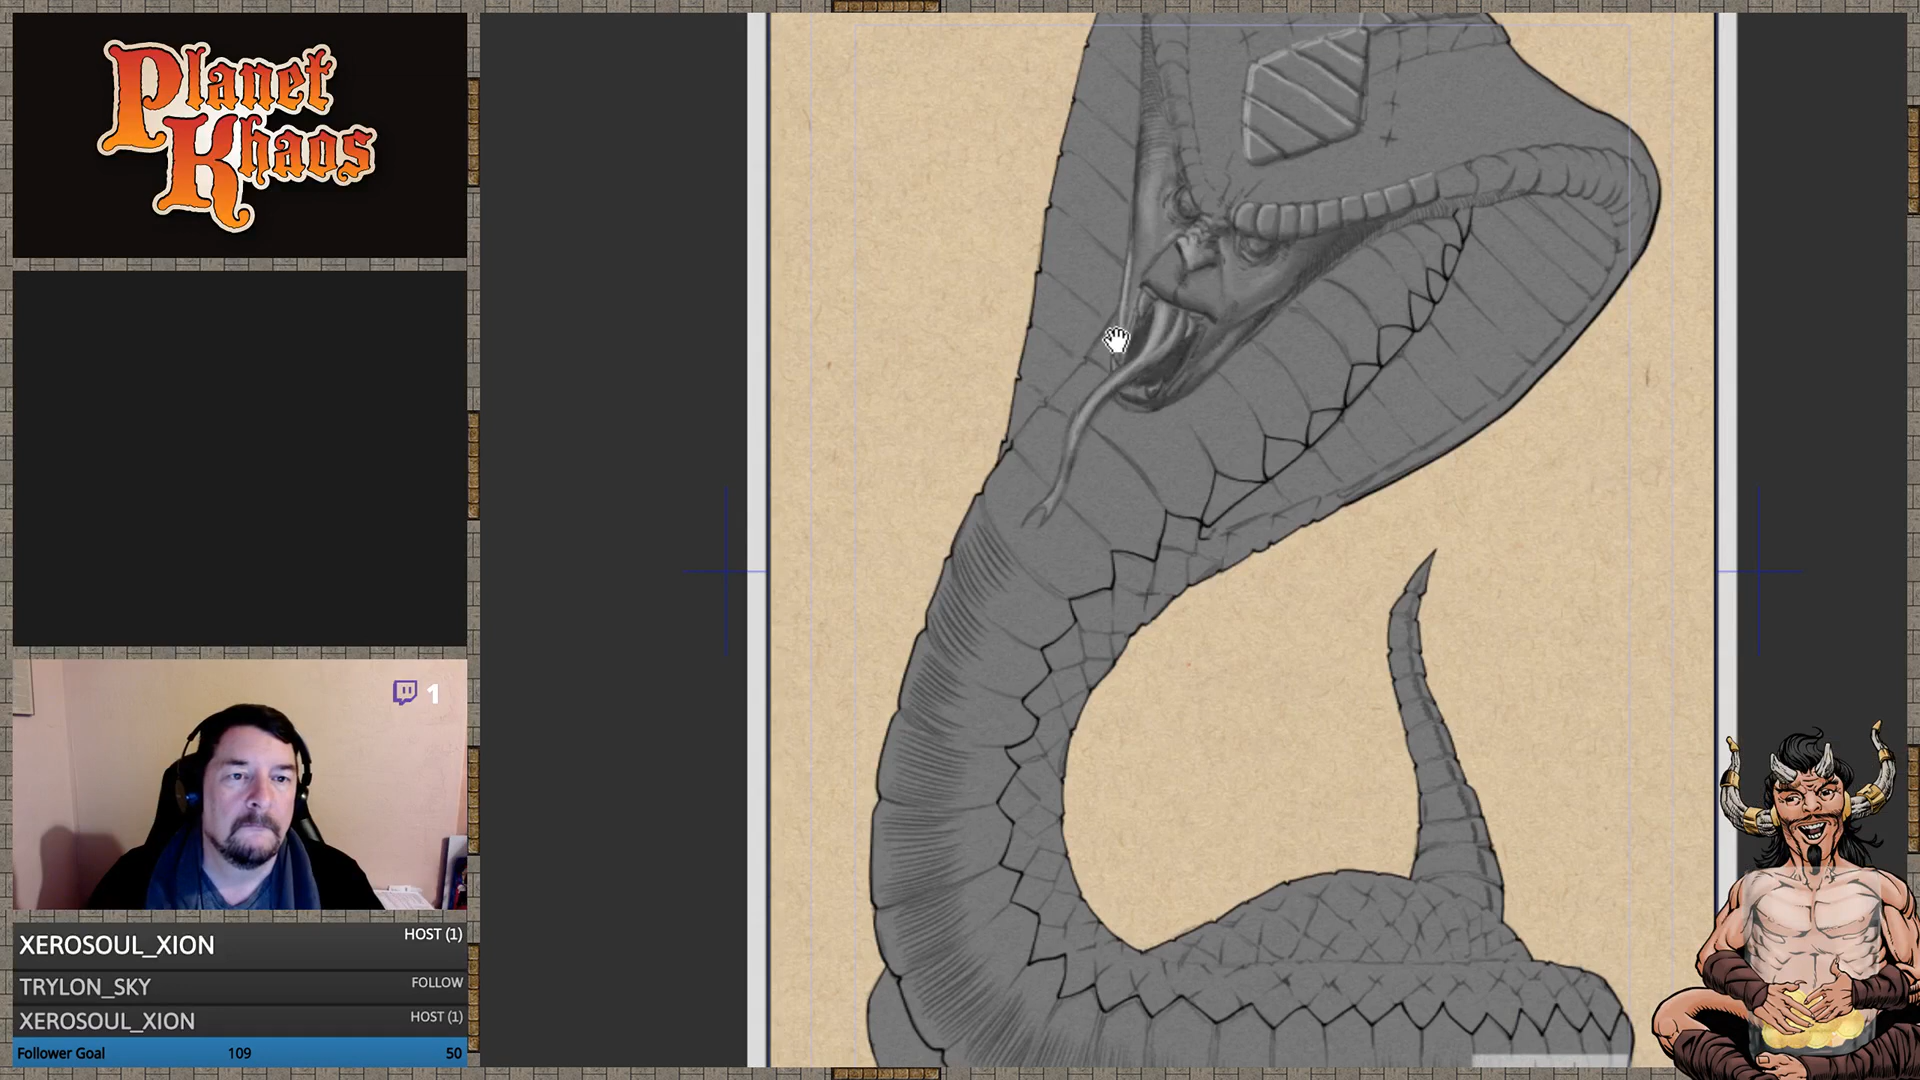 Planet
Khaos
1
XEROSOUL_XION HOST (1)
TRYLON_SKY FOLLOW
XEROSOUL_XION HOST (1)
Follower Goal 109 50